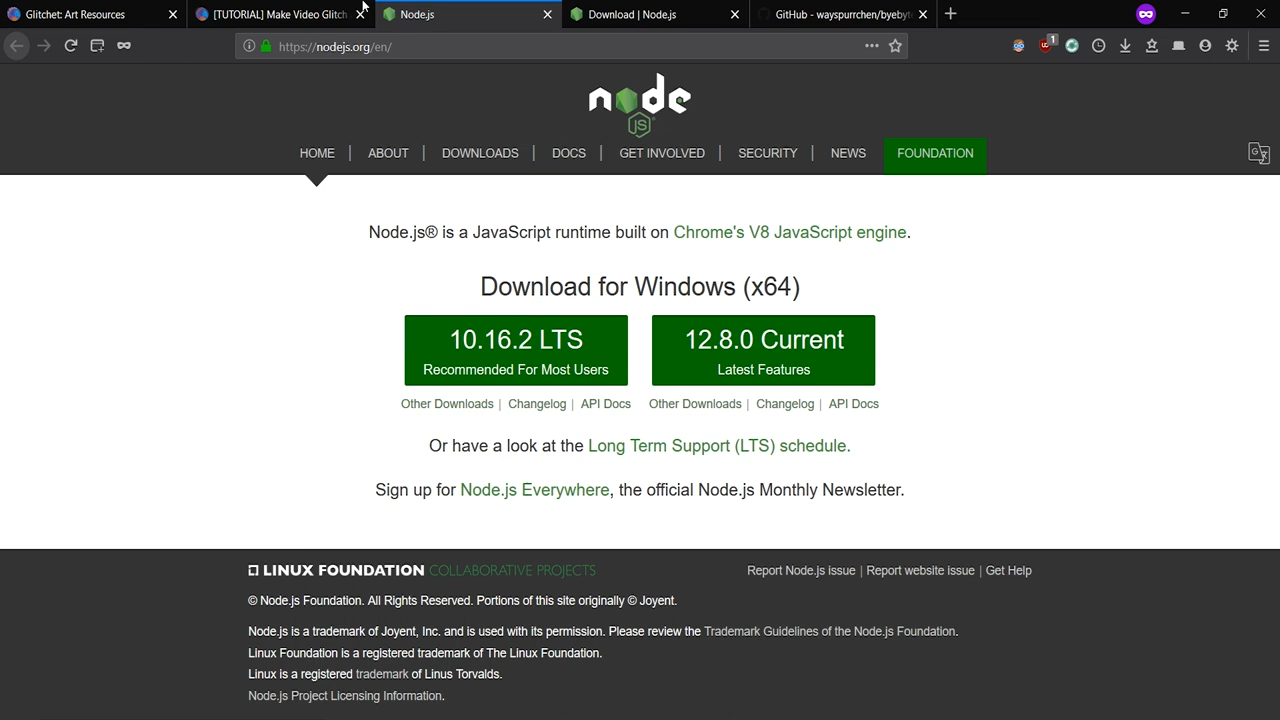 Glitchet: Art Resources
[TUTORIAL] Make Video Glitch
Node.js
Download | Node.js
GitHub - wayspurrchen/byebyt
https://nodejs.org/en/
1
node
JS
HOME | ABOUT | DOWNLOADS | DOCS | GET INVOLVED | SECURITY | NEWS FOUNDATION
Node.js® is a JavaScript runtime built on Chrome's V8 JavaScript engine.
Download for Windows (x64)
10.16.2 LTS
Recommended For Most Users
12.8.0 Current
Latest Features
Other Downloads | Changelog | API Docs
Other Downloads | Changelog | API Docs
Or have a look at the Long Term Support (LTS) schedule.
Sign up for Node.js Everywhere, the official Node.js Monthly Newsletter.
LINUX FOUNDATION COLLABORATIVE PROJECTS
Report Node.js issue | Report website issue | Get Help
© Node.js Foundation. All Rights Reserved. Portions of this site originally © Joyent.
Node.js is a trademark of Joyent, Inc. and is used with its permission. Please review the Trademark Guidelines of the Node.js Foundation.
Linux Foundation is a registered trademark of The Linux Foundation.
Linux is a registered trademark of Linus Torvalds.
Node.js Project Licensing Information.